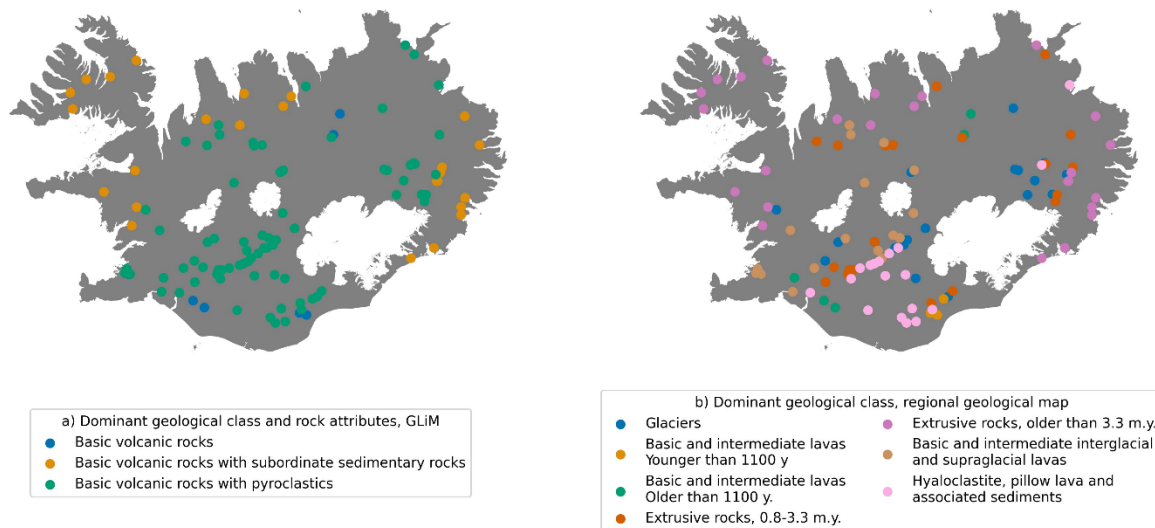 a) Dominant geological class and rock attributes, GLiM
Basic volcanic rocks
Basic volcanic rocks with subordinate sedimentary rocks
Basic volcanic rocks with pyroclastics
b) Dominant geological class, regional geological map
Glaciers
Basic and intermediate lavas
Younger than 1100 y
Basic and intermediate lavas
Older than 1100 y.
Extrusive rocks, 0.8-3.3 m.y.
Extrusive rocks, older than 3.3 m.y.
Basic and intermediate interglacial
and supraglacial lavas
Hyaloclastite, pillow lava and
associated sediments